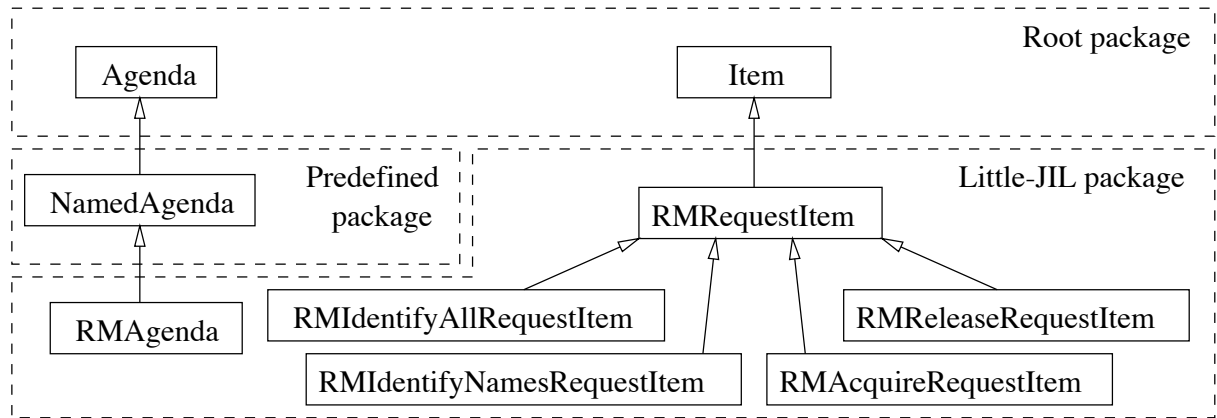 Root package
Agenda
Item
Predefined
package
Little-JIL package
NamedAgenda
RMRequestItem
RMAgenda
RMIdentifyAllRequestItem
RMReleaseRequestItem
RMIdentifyNamesRequestItem
RMAcquireRequestItem